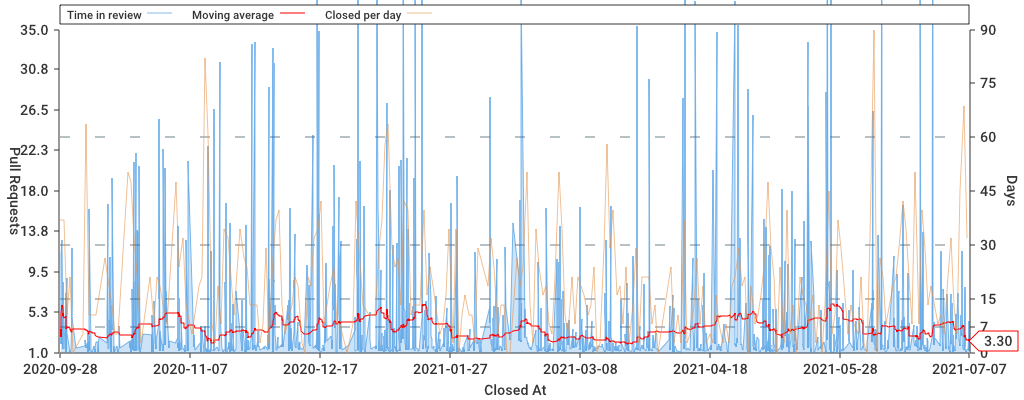 Time in review Moving average Closed per day
35.0 90
30.8 75
26.5 60
22.3 45
18.0 30
13.8 15
9.5 7
5.3 0
1.0
Pull Requests
Days
3.30
2020-09-28 2020-11-07 2020-12-17 2021-01-27 2021-03-08 2021-04-18 2021-05-28 2021-07-07
Closed At